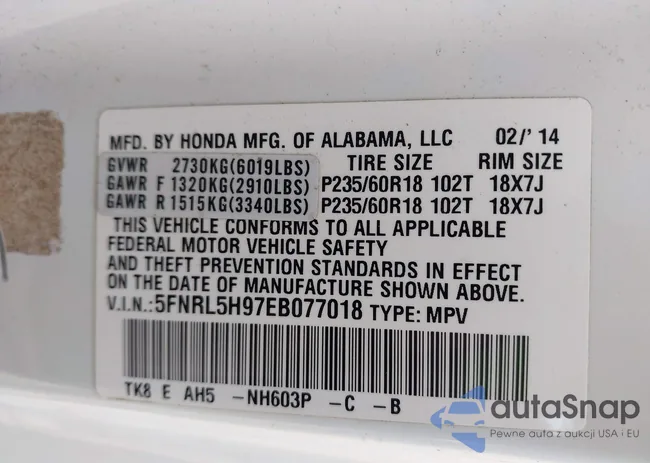 MFD. BY HONDA MFG. OF ALABAMA, LLC 02/' 14
GVWR 2730KG(6019LBS) TIRE SIZE RIM SIZE
GAWR F 1320KG(2910LBS) P235/60R18 102T 18X7J
GAWR R 1515KG(3340LBS) P235/60R18 102T 18X7J
THIS VEHICLE CONFORMS TO ALL APPLICABLE
FEDERAL MOTOR VEHICLE SAFETY
AND THEFT PREVENTION STANDARDS IN EFFECT
ON THE DATE OF MANUFACTURE SHOWN ABOVE.
V.I.N.: 5FNRL5H97EB077018 TYPE: MPV
TK8 E AH5 -NH603P -C -B
autaSnap
Pewne auta z aukcji USA i EU